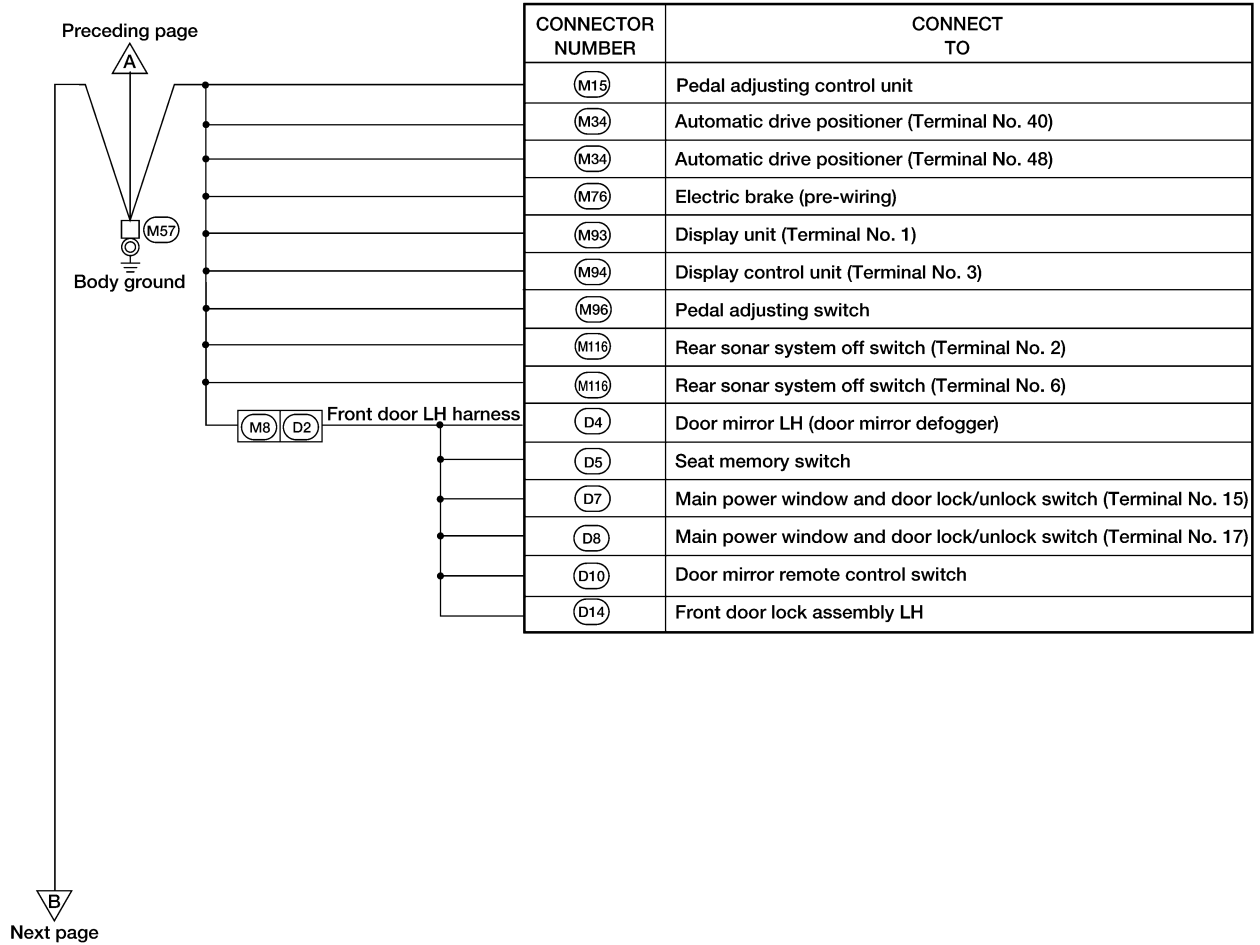 Preceding page
A
M57
Body ground
CONNECTOR NUMBER CONNECT TO
M15 Pedal adjusting control unit
M34 Automatic drive positioner (Terminal No. 40)
M34 Automatic drive positioner (Terminal No. 48)
M76 Electric brake (pre-wiring)
M93 Display unit (Terminal No. 1)
M94 Display control unit (Terminal No. 3)
M96 Pedal adjusting switch
M116 Rear sonar system off switch (Terminal No. 2)
M116 Rear sonar system off switch (Terminal No. 6)
M8 D2 Front door LH harness
D4 Door mirror LH (door mirror defogger)
D5 Seat memory switch
D7 Main power window and door lock/unlock switch (Terminal No. 15)
D8 Main power window and door lock/unlock switch (Terminal No. 17)
D10 Door mirror remote control switch
D14 Front door lock assembly LH
B
Next page